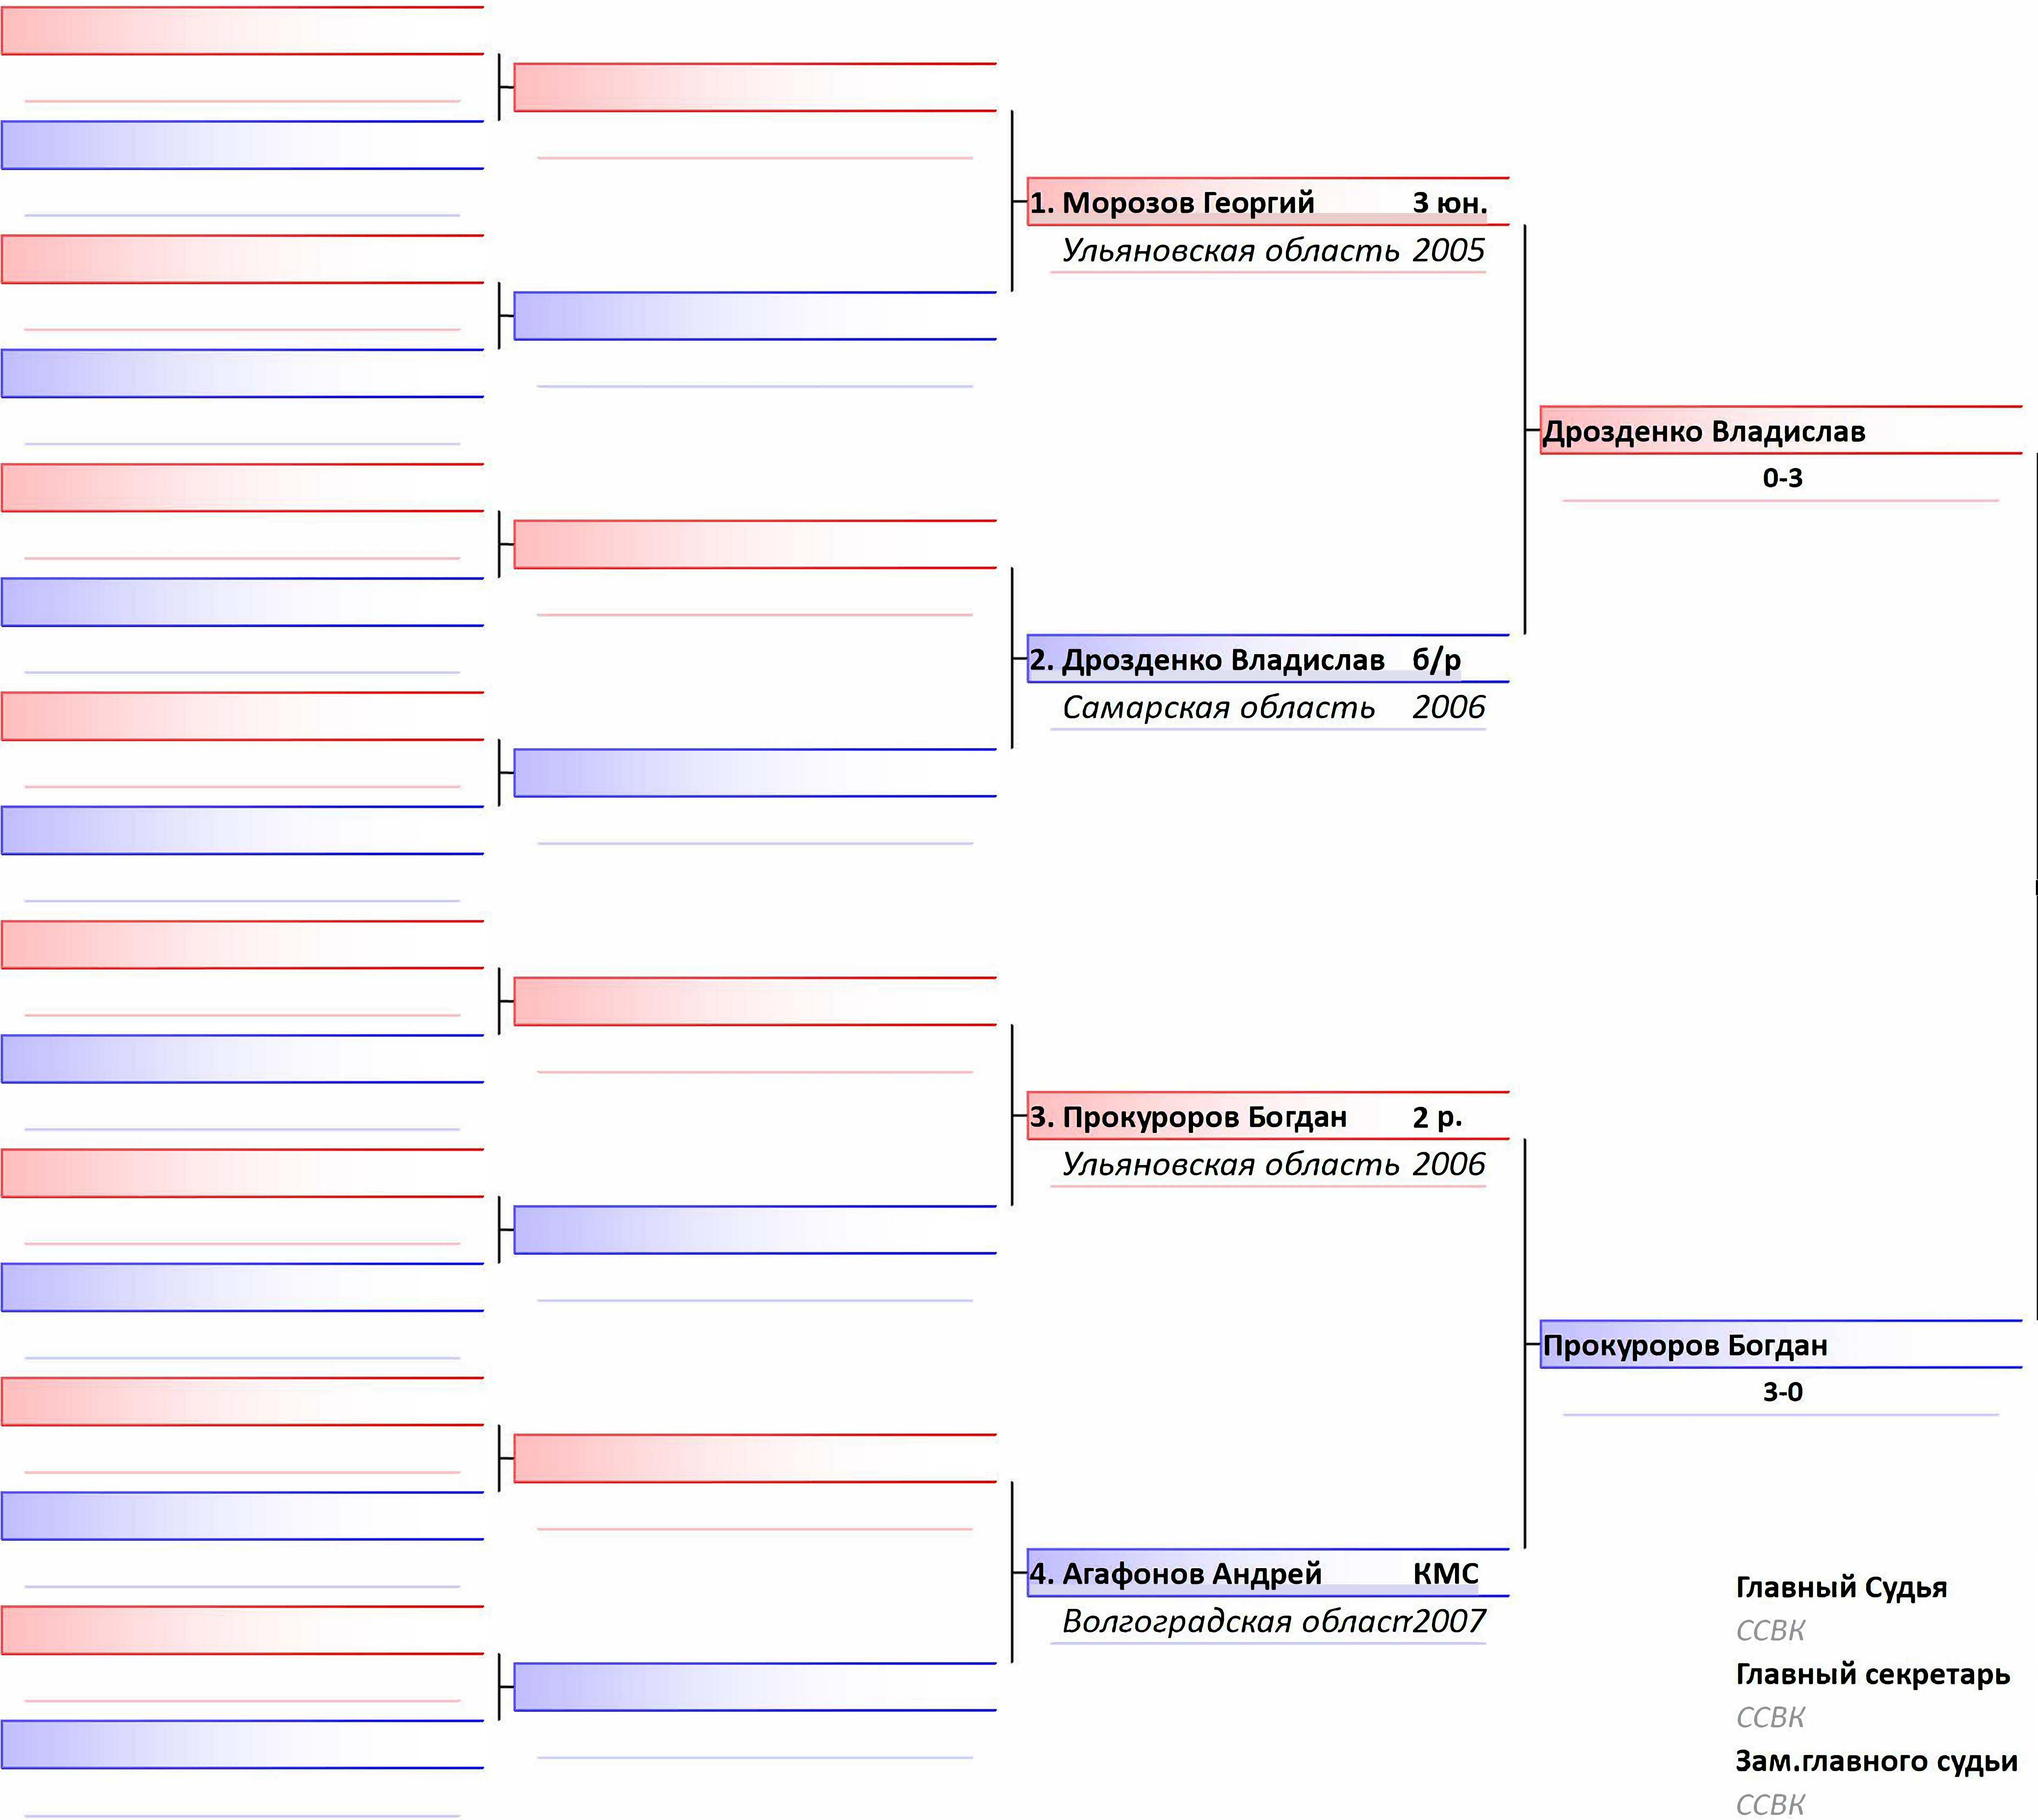 1. Морозов Георгий 3 юн.
Ульяновская область 2005
Дрозденко Владислав
0-3
2. Дрозденко Владислав б/р
Самарская область 2006
3. Прокуроров Богдан 2 р.
Ульяновская область 2006
Прокуроров Богдан
3-0
4. Агафонов Андрей КМС
Волгоградская област 2007
Главный Судья
ССВК
Главный секретарь
ССВК
Зам.главного судьи
ССВК